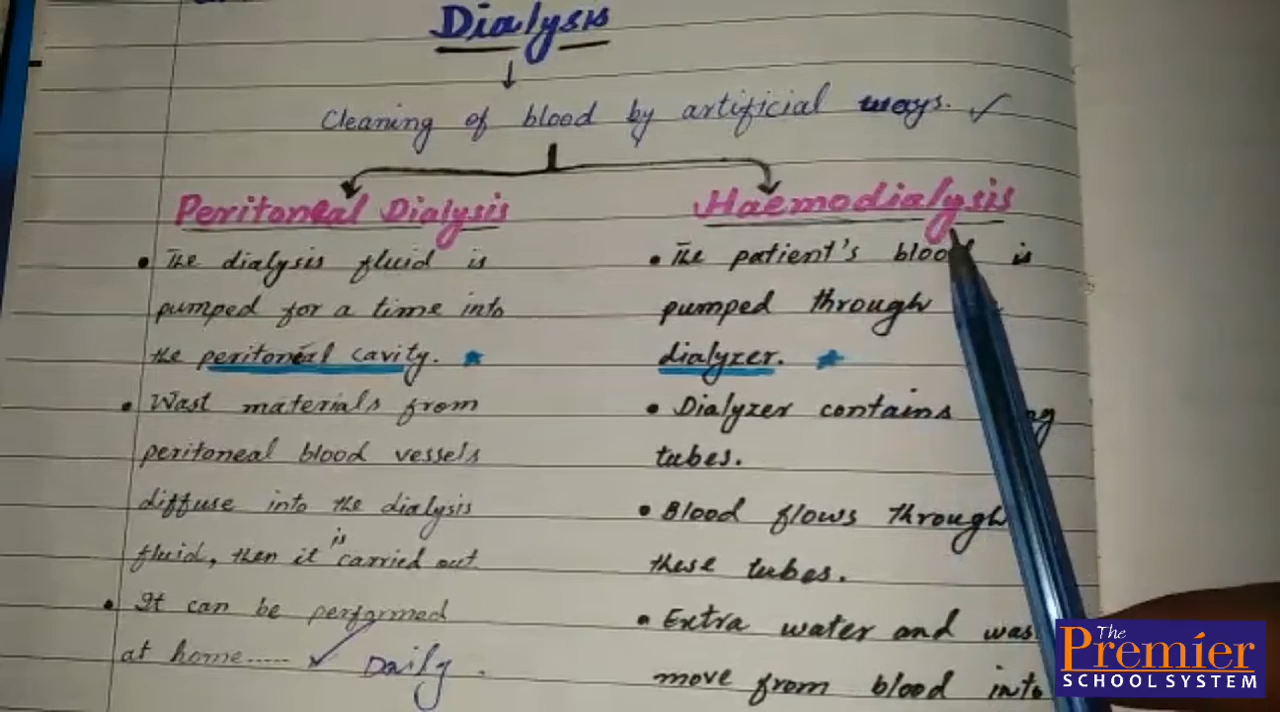 Dialysis
Cleaning of blood by artificial ways.
Peritoneal Dialysis
• The dialysis fluid is
pumped for a time into
the peritoneal cavity.
• Wast materials from
peritoneal blood vessels
diffuse into the dialysis
fluid, then it is carried out
• It can be performed
at home..... Daily.
Haemodialysis
• The patient's blood is
pumped through
dialyzer.
• Dialyzer contains
tubes.
• Blood flows through
these tubes.
• Extra water and
move from blood into
The
Premier
SCHOOL SYSTEM